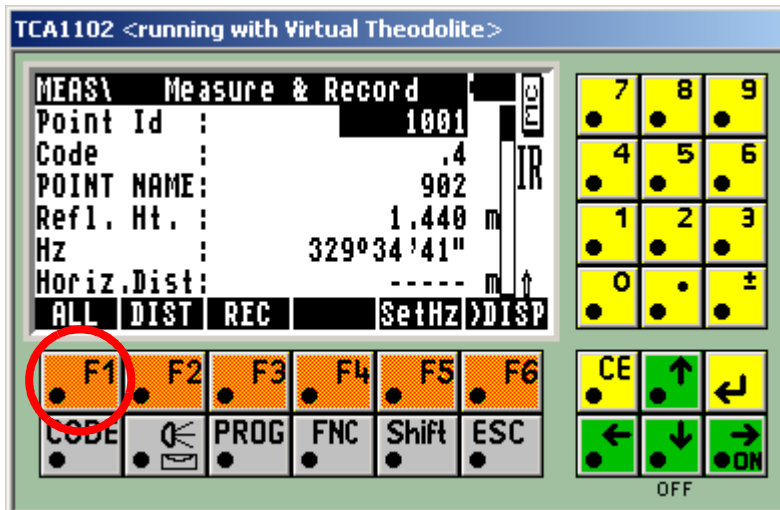 TCA1102 <running with Virtual Theodolite>
MEAS\ Measure & Record
Point Id : 1001
Code : .4
POINT NAME: 902
Refl. Ht. : 1.440 m
Hz : 329°34'41"
Horiz.Dist: ----- m
IR
ALL DIST REC SetHz >DISP
7 8 9
4 5 6
1 2 3
0 . ±
F1 F2 F3 F4 F5 F6
CE
CODE PROG FNC Shift ESC
ON
OFF